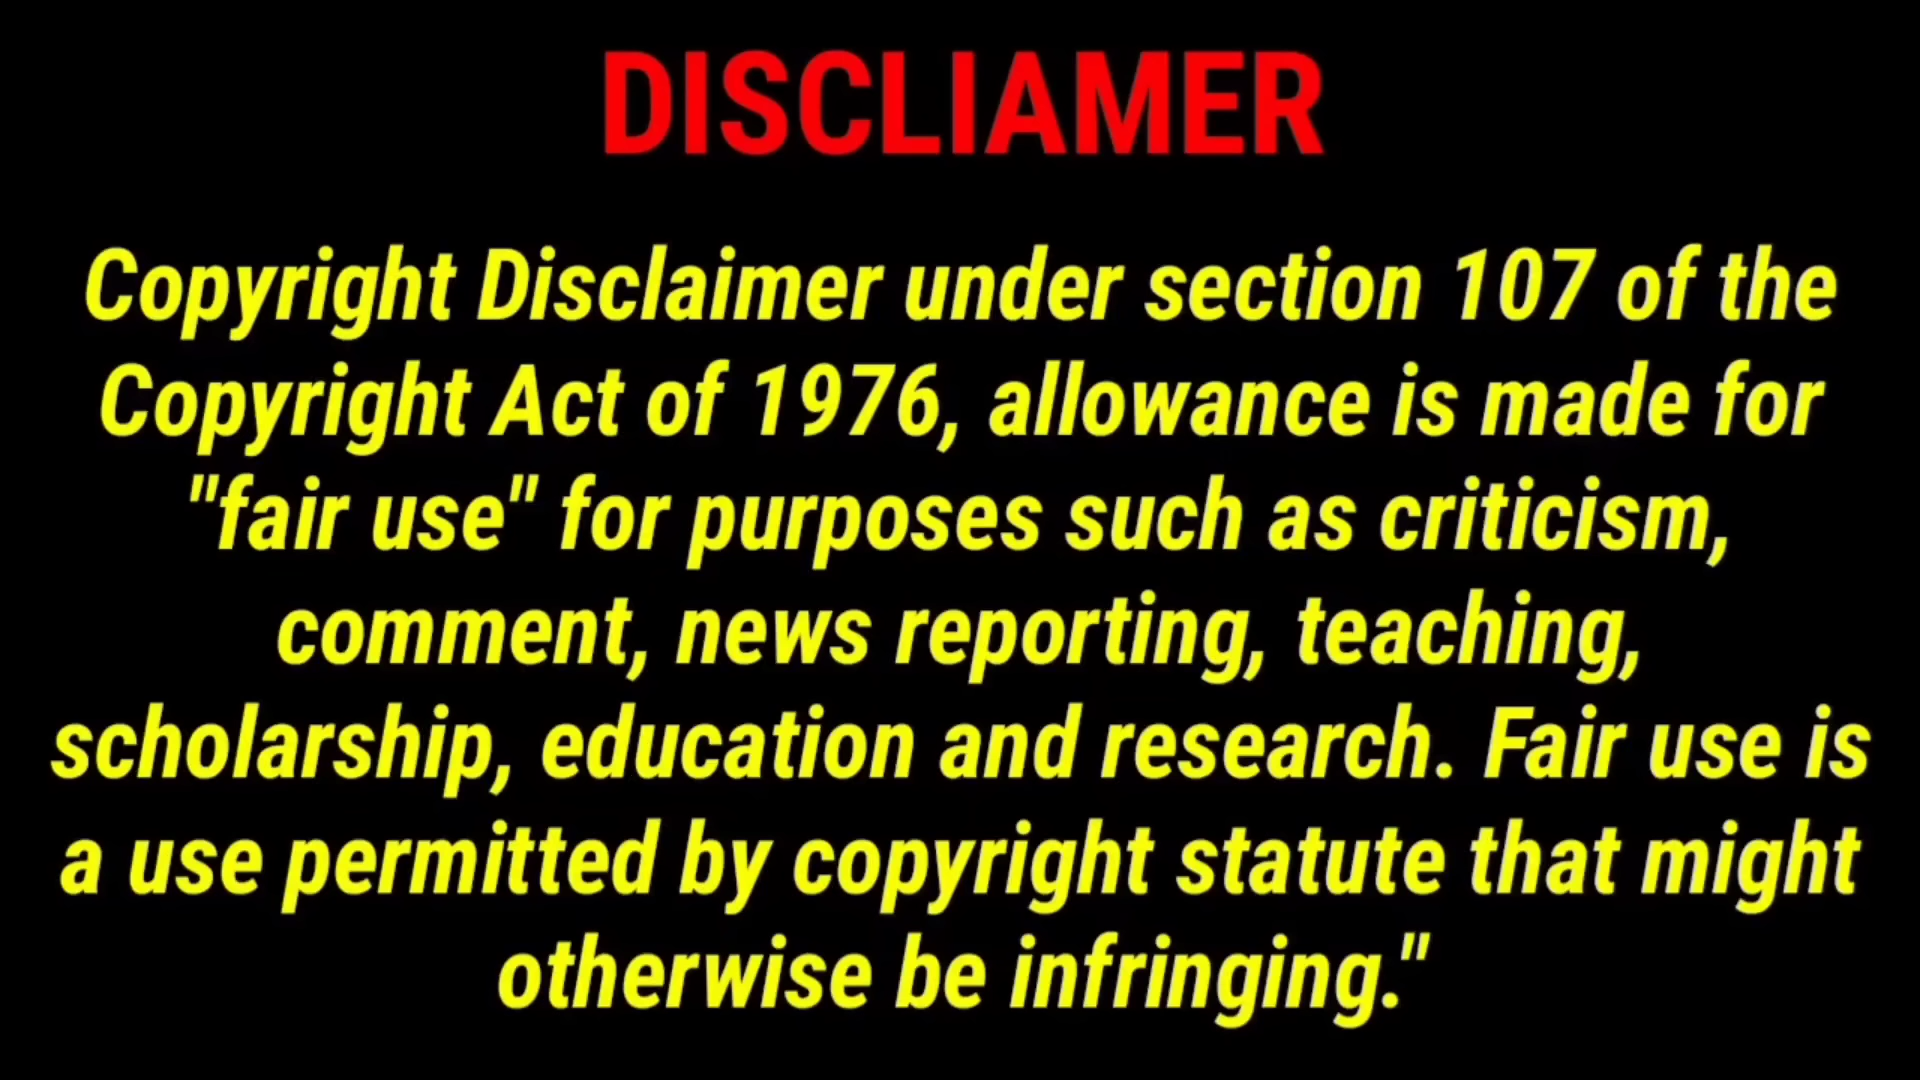 DISCLIAMER
Copyright Disclaimer under section 107 of the
Copyright Act of 1976, allowance is made for
"fair use" for purposes such as criticism,
comment, news reporting, teaching,
scholarship, education and research. Fair use is
a use permitted by copyright statute that might
otherwise be infringing."